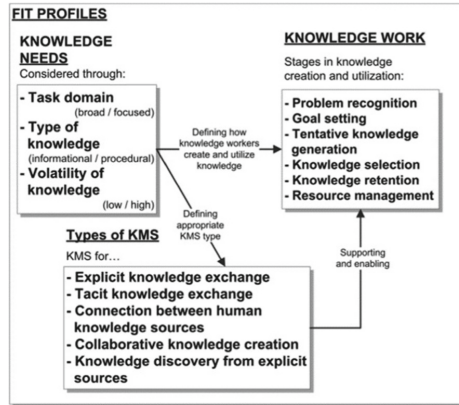 FIT PROFILES
KNOWLEDGE
NEEDS
Considered through:
- Task domain
(broad / focused)
- Type of
knowledge
(informational / procedural)
- Volatility of
knowledge
(low / high)
Defining how
knowledge workers
create and utilize
knowledge
KNOWLEDGE WORK
Stages in knowledge
creation and utilization:
- Problem recognition
- Goal setting
- Tentative knowledge
generation
- Knowledge selection
- Knowledge retention
- Resource management
Defining
appropriate
KMS type
Supporting
and enabling
Types of KMS
KMS for...
- Explicit knowledge exchange
- Tacit knowledge exchange
- Connection between human
knowledge sources
- Collaborative knowledge creation
- Knowledge discovery from explicit
sources